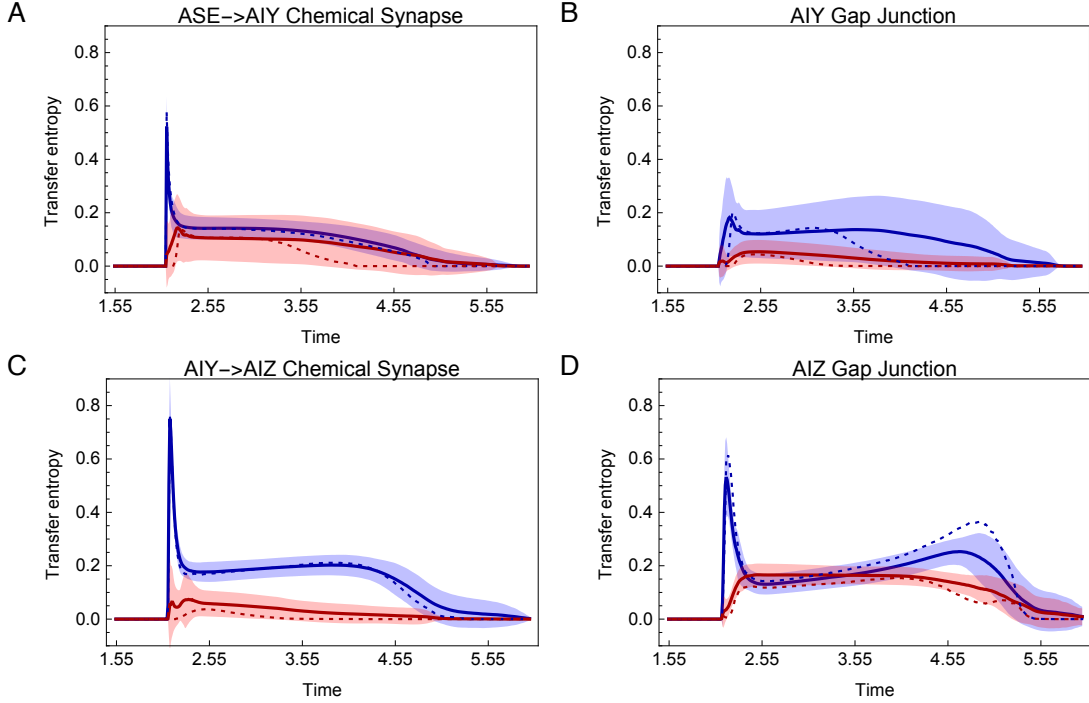 A
ASE->AIY Chemical Synapse
Transfer entropy
0.8
0.6
0.4
0.2
0.0
1.55 2.55 3.55 4.55 5.55
Time
B
AIY Gap Junction
Transfer entropy
0.8
0.6
0.4
0.2
0.0
1.55 2.55 3.55 4.55 5.55
Time
C
AIY->AIZ Chemical Synapse
Transfer entropy
0.8
0.6
0.4
0.2
0.0
1.55 2.55 3.55 4.55 5.55
Time
D
AIZ Gap Junction
Transfer entropy
0.8
0.6
0.4
0.2
0.0
1.55 2.55 3.55 4.55 5.55
Time